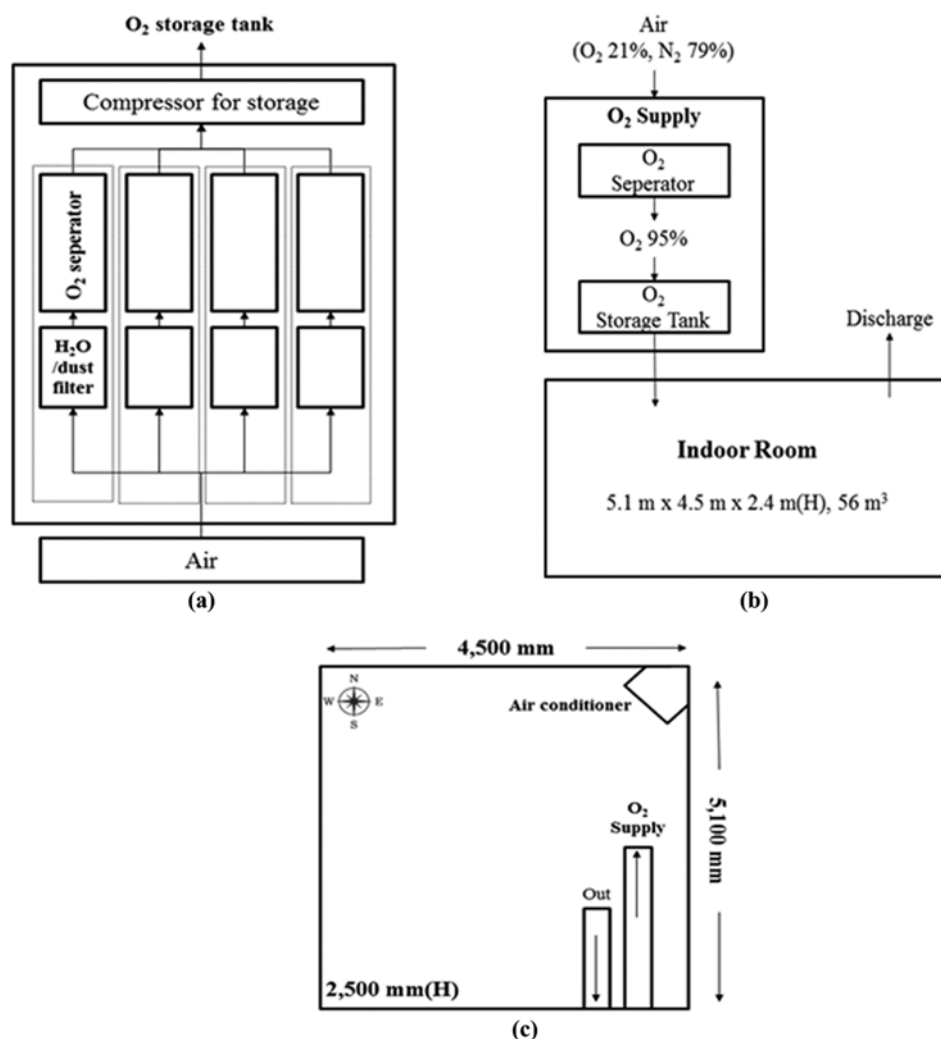 O₂ storage tank
Compressor for storage
O₂ seperator
H₂O
/dust
filter
Air
(a)
Air
(O₂ 21%, N₂ 79%)
O₂ Supply
O₂
Seperator
O₂ 95%
O₂
Storage Tank
Discharge
Indoor Room
5.1 m x 4.5 m x 2.4 m(H), 56 m³
(b)
4,500 mm
N
W E
S
Air conditioner
5,100 mm
O₂
Supply
Out
2,500 mm(H)
(c)